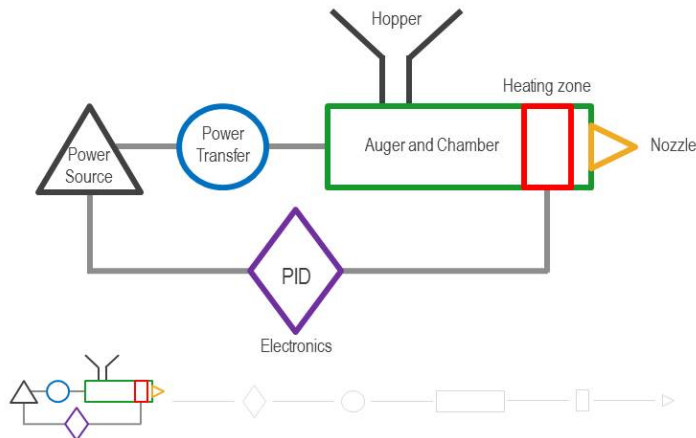 Hopper
Heating zone
Power
Transfer
Auger and Chamber
Nozzle
Power
Source
PID
Electronics